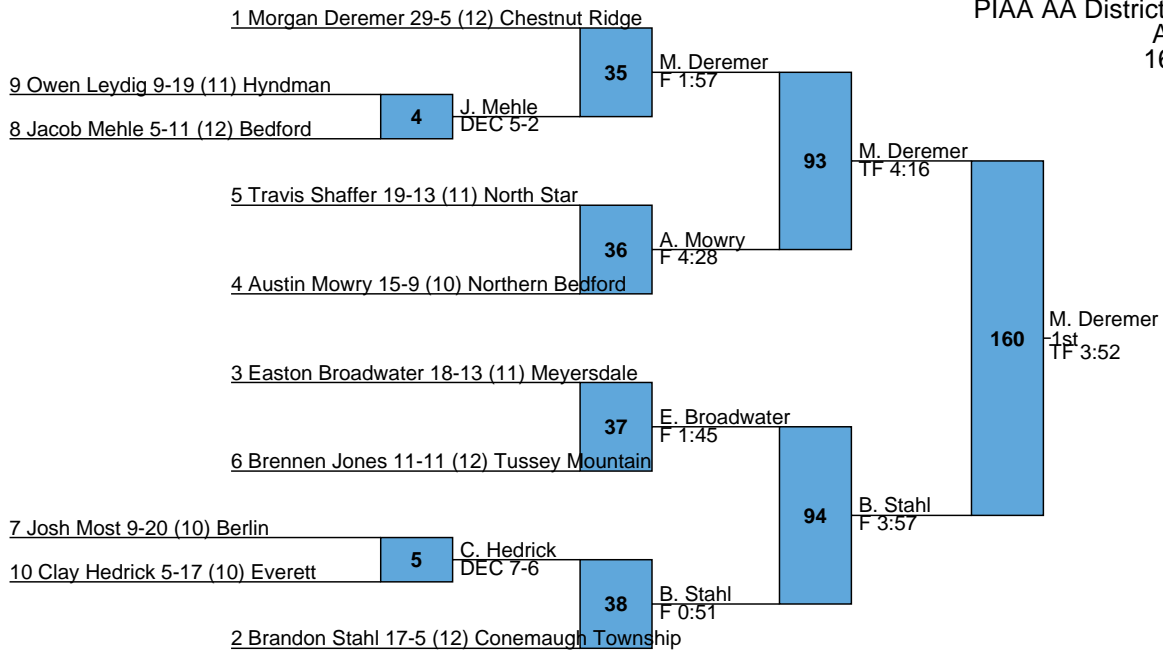 PIAA AA District
A
16
1 Morgan Deremer 29-5 (12) Chestnut Ridge
35
M. Deremer
F 1:57
9 Owen Leydig 9-19 (11) Hyndman
4
J. Mehle
DEC 5-2
8 Jacob Mehle 5-11 (12) Bedford
93
M. Deremer
TF 4:16
5 Travis Shaffer 19-13 (11) North Star
36
A. Mowry
F 4:28
4 Austin Mowry 15-9 (10) Northern Bedford
160
M. Deremer
1st
TF 3:52
3 Easton Broadwater 18-13 (11) Meyersdale
37
E. Broadwater
F 1:45
6 Brennen Jones 11-11 (12) Tussey Mountain
94
B. Stahl
F 3:57
7 Josh Most 9-20 (10) Berlin
5
C. Hedrick
DEC 7-6
10 Clay Hedrick 5-17 (10) Everett
38
B. Stahl
F 0:51
2 Brandon Stahl 17-5 (12) Conemaugh Township